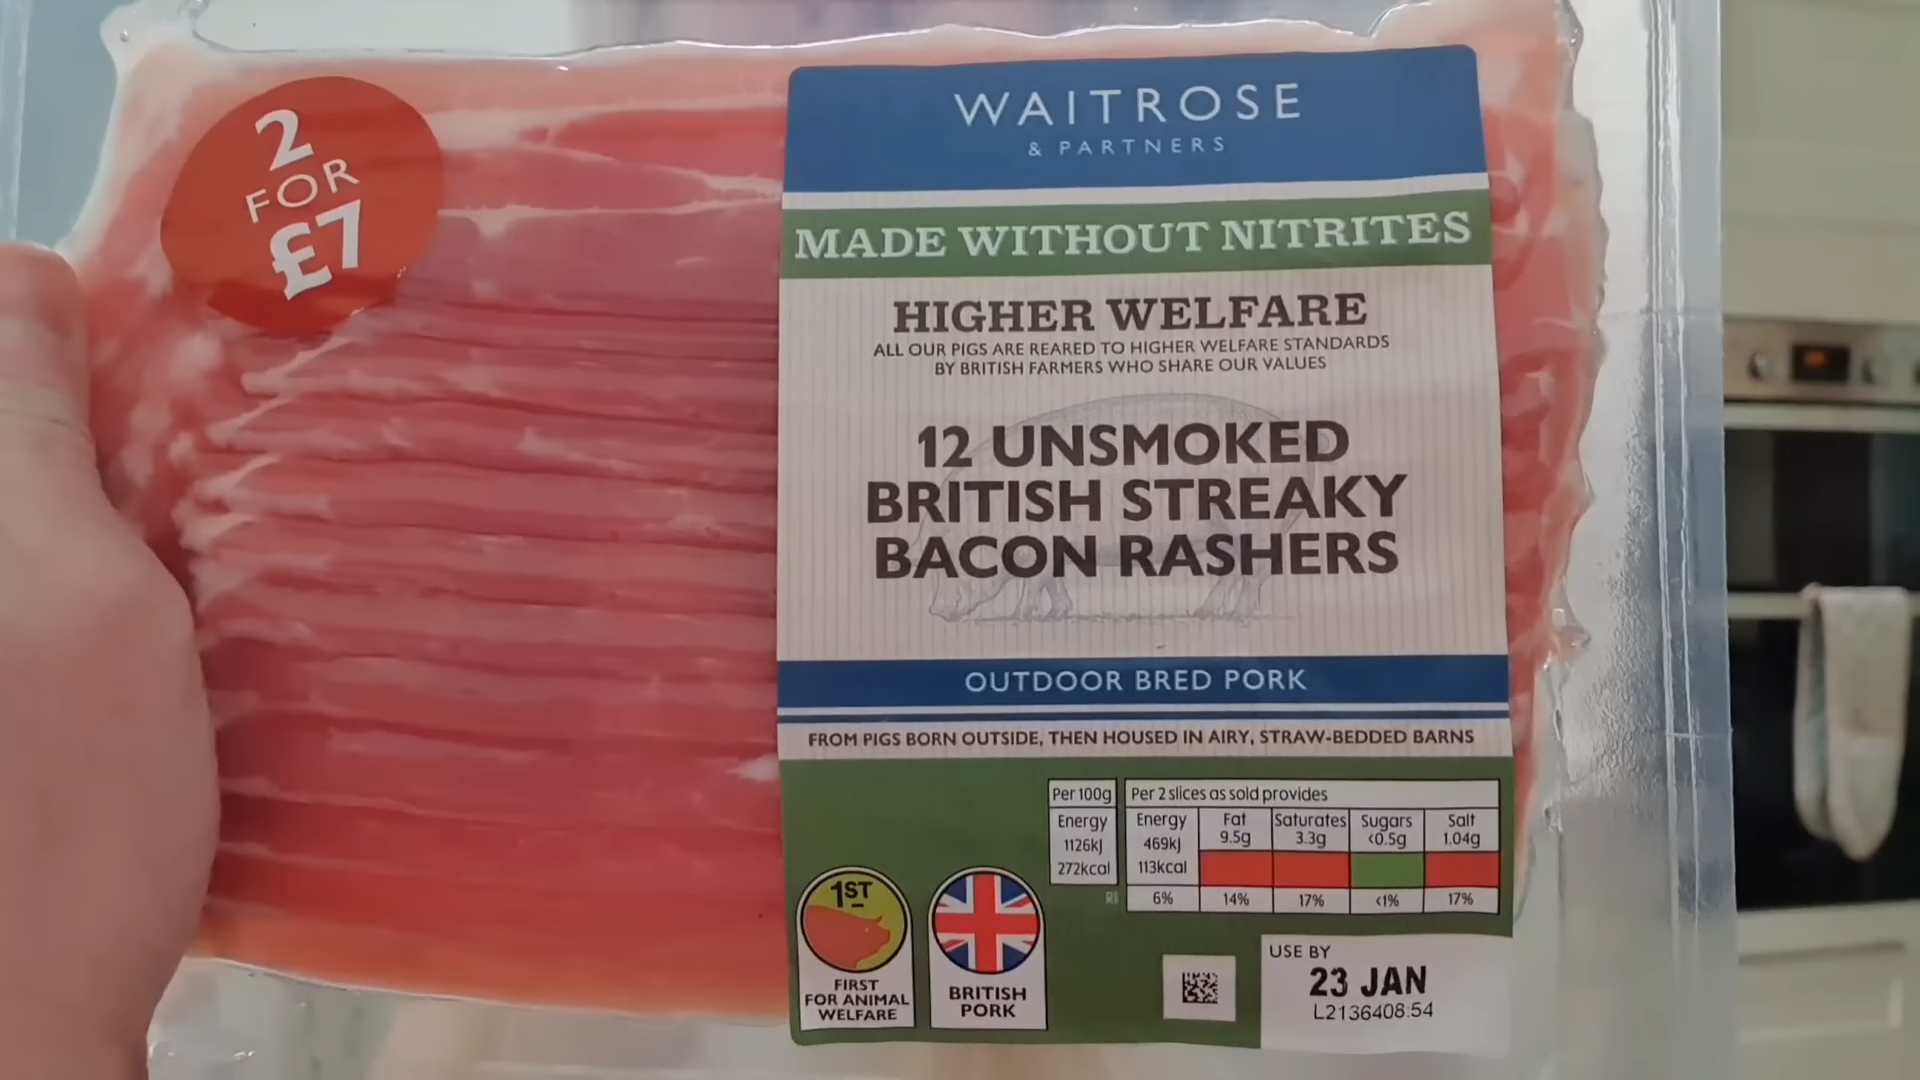 2
FOR
£7
WAITROSE
& PARTNERS
MADE WITHOUT NITRITES
HIGHER WELFARE
ALL OUR PIGS ARE REARED TO HIGHER WELFARE STANDARDS
BY BRITISH FARMERS WHO SHARE OUR VALUES
12 UNSMOKED
BRITISH STREAKY
BACON RASHERS
OUTDOOR BRED PORK
FROM PIGS BORN OUTSIDE, THEN HOUSED IN AIRY, STRAW-BEDDED BARNS
Per 100g Per 2 slices as sold provides
Energy Energy Fat Saturates Sugars Salt
1126kJ 469kJ 9.5g 3.3g <0.5g 1.04g
272kcal 113kcal
RI 6% 14% 17% <1% 17%
1ST
FIRST
FOR ANIMAL
WELFARE
BRITISH
PORK
USE BY
23 JAN
L2136408:54